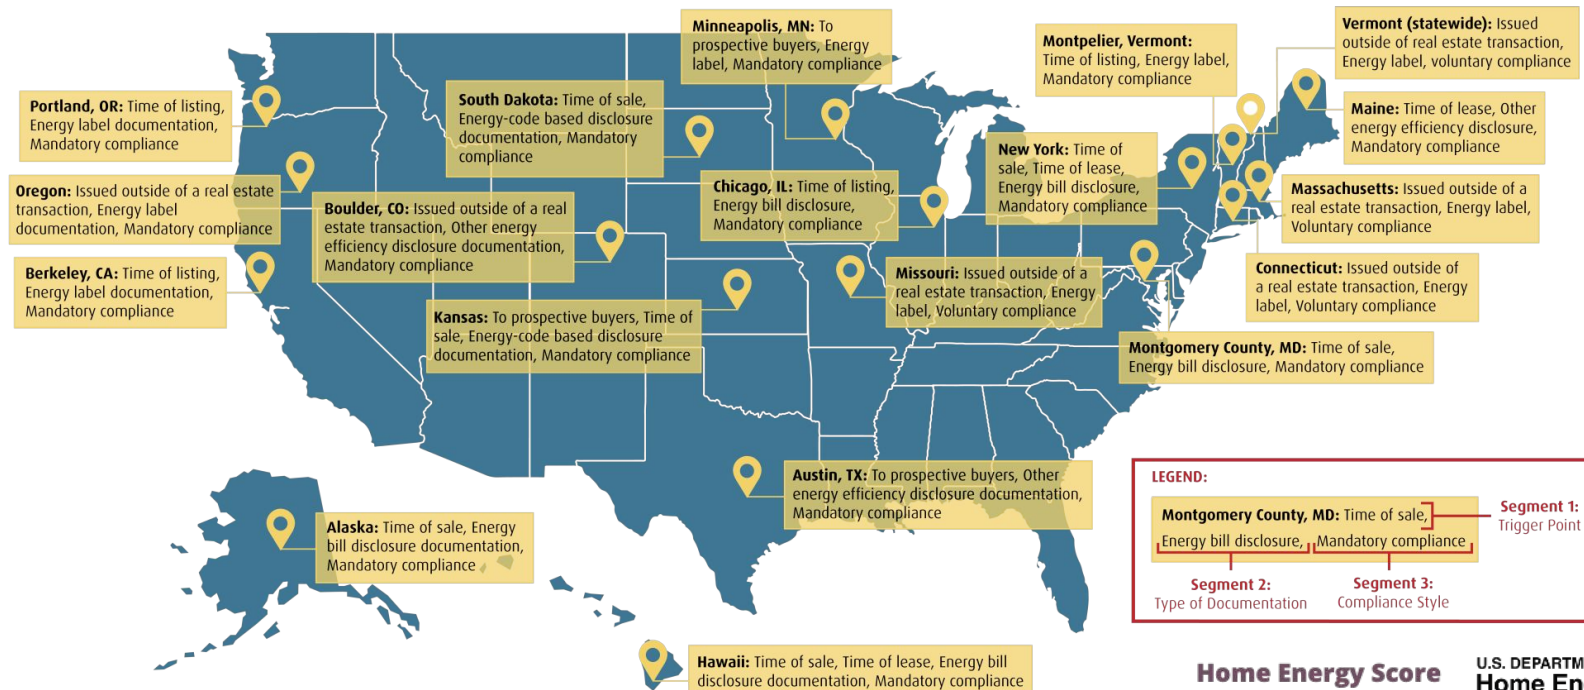 Minneapolis, MN: To
prospective buyers, Energy
label, Mandatory compliance
Montpelier, Vermont:
Time of listing, Energy label,
Mandatory compliance
Vermont (statewide): Issued
outside of real estate transaction,
Energy label, voluntary compliance
Portland, OR: Time of listing,
Energy label documentation,
Mandatory compliance
South Dakota: Time of sale,
Energy-code based disclosure
documentation, Mandatory
compliance
Maine: Time of lease, Other
energy efficiency disclosure,
Mandatory compliance
New York: Time of
sale, Time of lease,
Energy bill disclosure,
Mandatory compliance
Oregon: Issued outside of a real estate
transaction, Energy label
documentation, Mandatory compliance
Boulder, CO: Issued outside of a real
estate transaction, Other energy
efficiency disclosure documentation,
Mandatory compliance
Chicago, IL: Time of listing,
Energy bill disclosure,
Mandatory compliance
Massachusetts: Issued outside of a
real estate transaction, Energy label,
Voluntary compliance
Berkeley, CA: Time of listing,
Energy label documentation,
Mandatory compliance
Missouri: Issued outside of a
real estate transaction, Energy
label, Voluntary compliance
Connecticut: Issued outside of
a real estate transaction, Energy
label, Voluntary compliance
Kansas: To prospective buyers, Time of
sale, Energy-code based disclosure
documentation, Mandatory compliance
Montgomery County, MD: Time of sale,
Energy bill disclosure, Mandatory compliance
Austin, TX: To prospective buyers, Other
energy efficiency disclosure documentation,
Mandatory compliance
Alaska: Time of sale, Energy
bill disclosure documentation,
Mandatory compliance
Hawaii: Time of sale, Time of lease, Energy bill
disclosure documentation, Mandatory compliance
LEGEND:
Montgomery County, MD: Time of sale,
Energy bill disclosure, Mandatory compliance
Segment 1:
Trigger Point
Segment 2:
Type of Documentation
Segment 3:
Compliance Style
Home Energy Score
U.S. DEPARTM
Home En